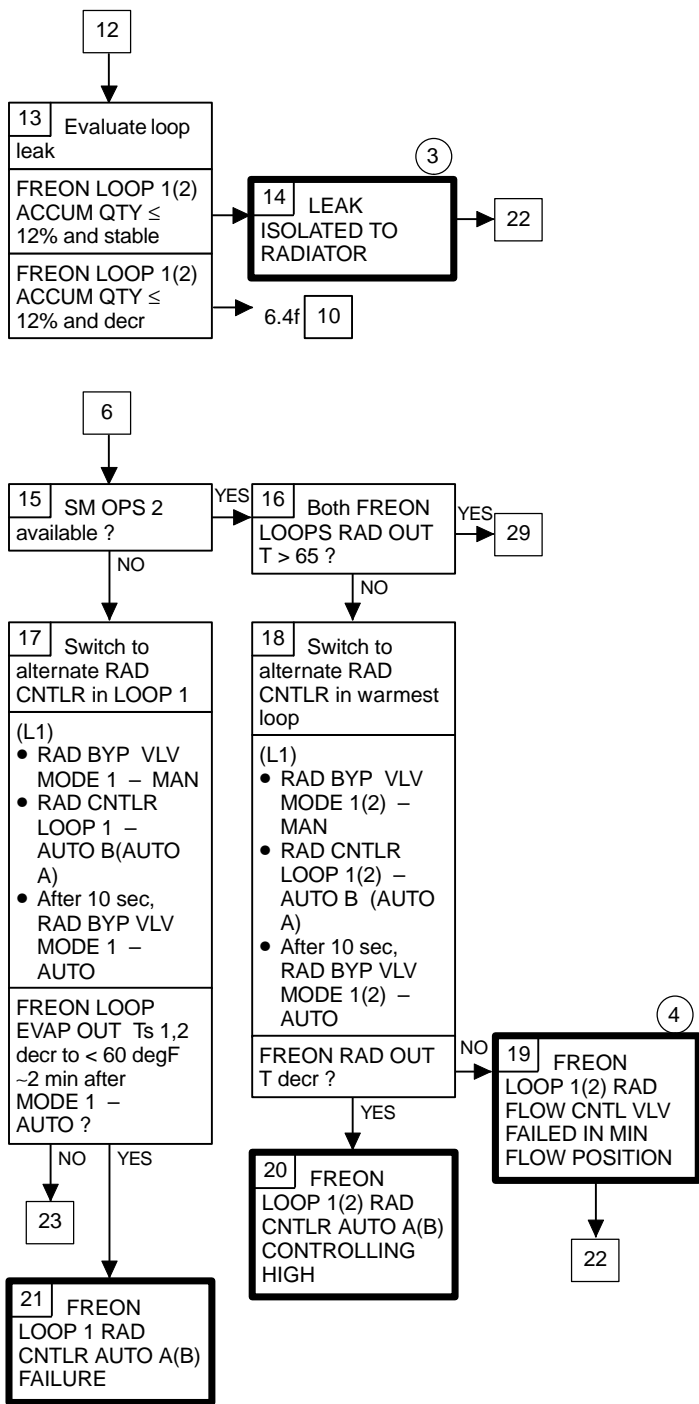 12
13 Evaluate loop
leak
FREON LOOP 1(2)
ACCUM QTY ≤
12% and stable
FREON LOOP 1(2)
ACCUM QTY ≤
12% and decr
3
14 LEAK
ISOLATED TO
RADIATOR
22
6.4f 10
6
15 SM OPS 2
available ?
YES
NO
16 Both FREON
LOOPS RAD OUT
T > 65 ?
YES
29
NO
17 Switch to
alternate RAD
CNTLR in LOOP 1
(L1)
• RAD BYP VLV
MODE 1 – MAN
• RAD CNTLR
LOOP 1 –
AUTO B(AUTO
A)
• After 10 sec,
RAD BYP VLV
MODE 1 –
AUTO
FREON LOOP
EVAP OUT Ts 1,2
decr to < 60 degF
~2 min after
MODE 1 –
AUTO ?
NO
YES
23
21 FREON
LOOP 1 RAD
CNTLR AUTO A(B)
FAILURE
18 Switch to
alternate RAD
CNTLR in warmest
loop
(L1)
• RAD BYP VLV
MODE 1(2) –
MAN
• RAD CNTLR
LOOP 1(2) –
AUTO B (AUTO
A)
• After 10 sec,
RAD BYP VLV
MODE 1(2) –
AUTO
FREON RAD OUT
T decr ?
NO
YES
20 FREON
LOOP 1(2) RAD
CNTLR AUTO A(B)
CONTROLLING
HIGH
4
19 FREON
LOOP 1(2) RAD
FLOW CNTL VLV
FAILED IN MIN
FLOW POSITION
22